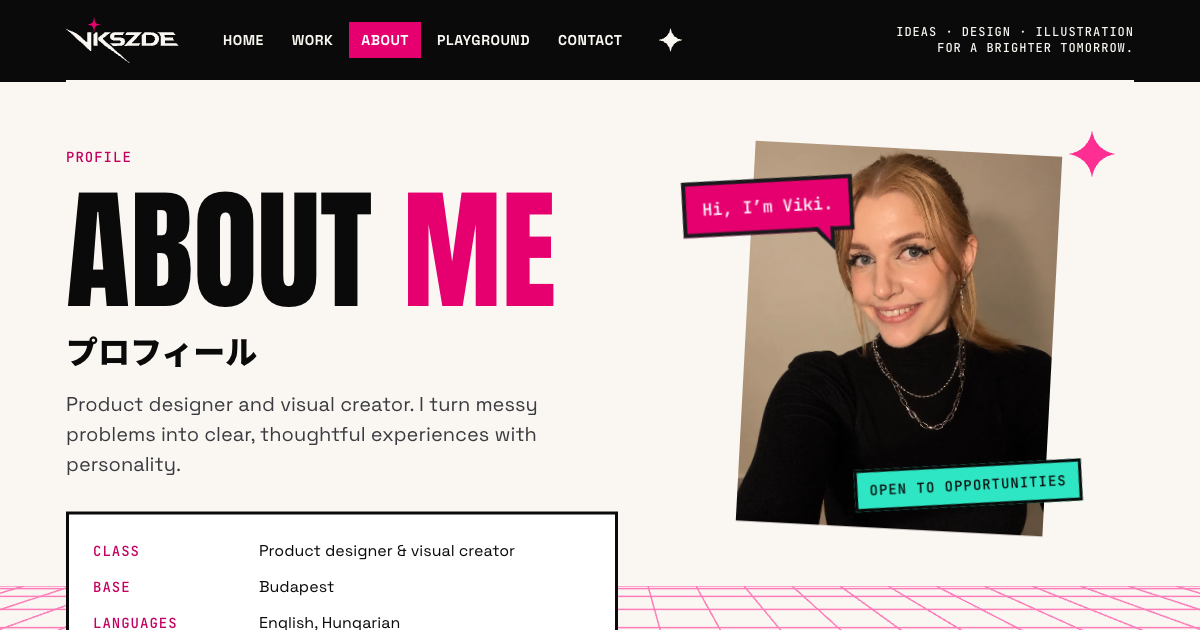 VIKSZDE
HOME
WORK
ABOUT
PLAYGROUND
CONTACT
IDEAS · DESIGN · ILLUSTRATION
FOR A BRIGHTER TOMORROW.
PROFILE
ABOUT ME
プロフィール
Product designer and visual creator. I turn messy
problems into clear, thoughtful experiences with
personality.
Hi, I’m Viki.
OPEN TO OPPORTUNITIES
CLASS Product designer & visual creator
BASE Budapest
LANGUAGES English, Hungarian